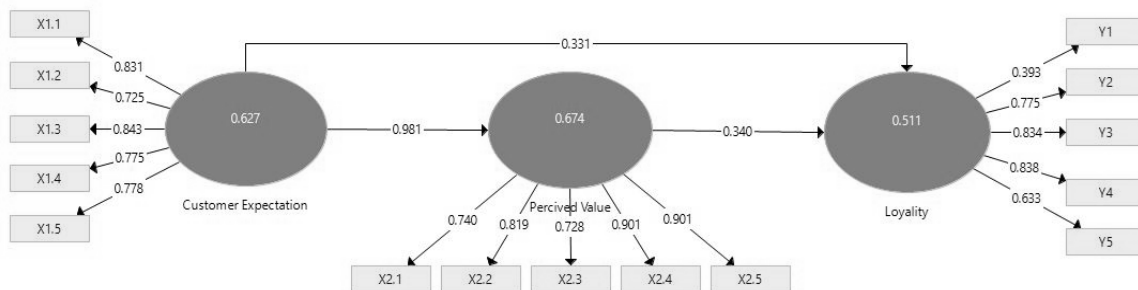 X1.1
X1.2
X1.3
X1.4
X1.5
0.831
0.725
0.843
0.775
0.778
0.627
Customer Expectation
0.331
0.981
0.674
Percived Value
0.740
0.819
0.728
0.901
0.901
X2.1
X2.2
X2.3
X2.4
X2.5
0.340
0.511
Loyality
0.393
0.775
0.834
0.838
0.633
Y1
Y2
Y3
Y4
Y5